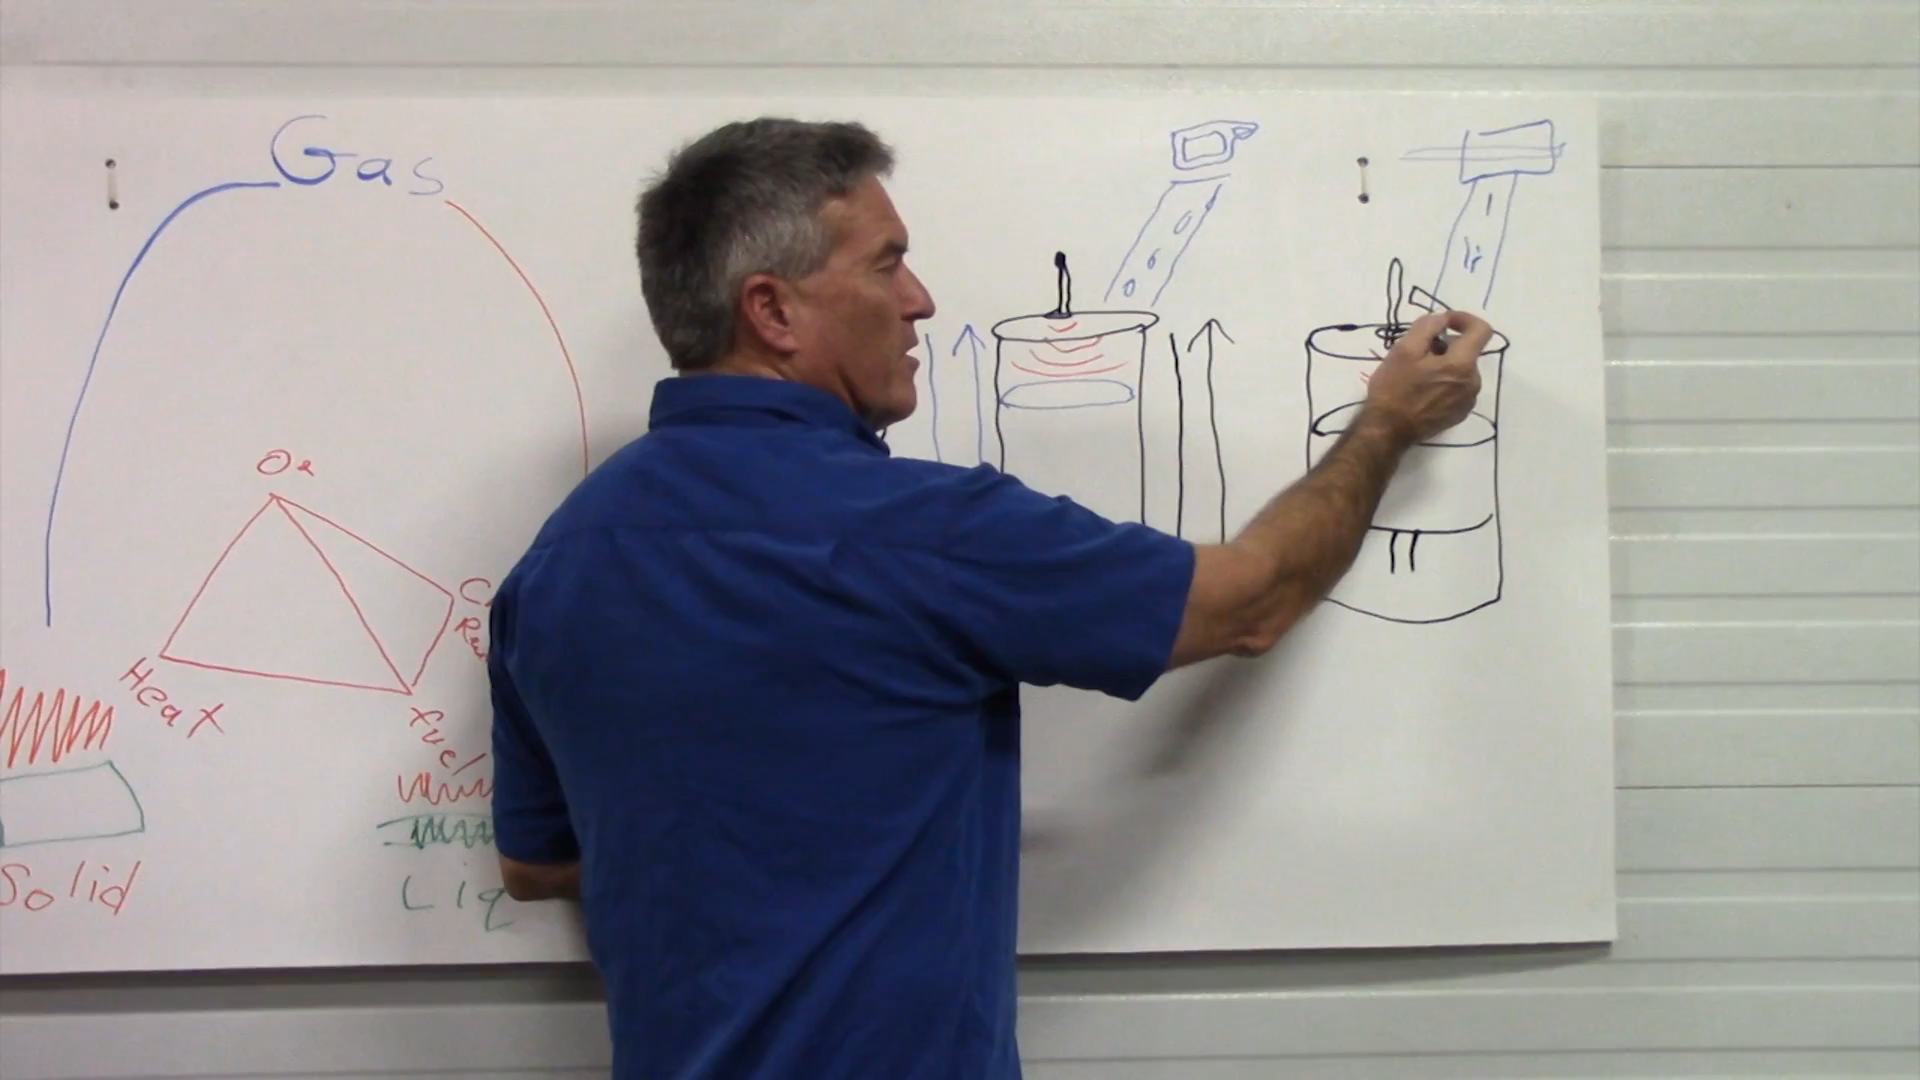 Gas
O2
Heat
Fuel
Solid
Liq